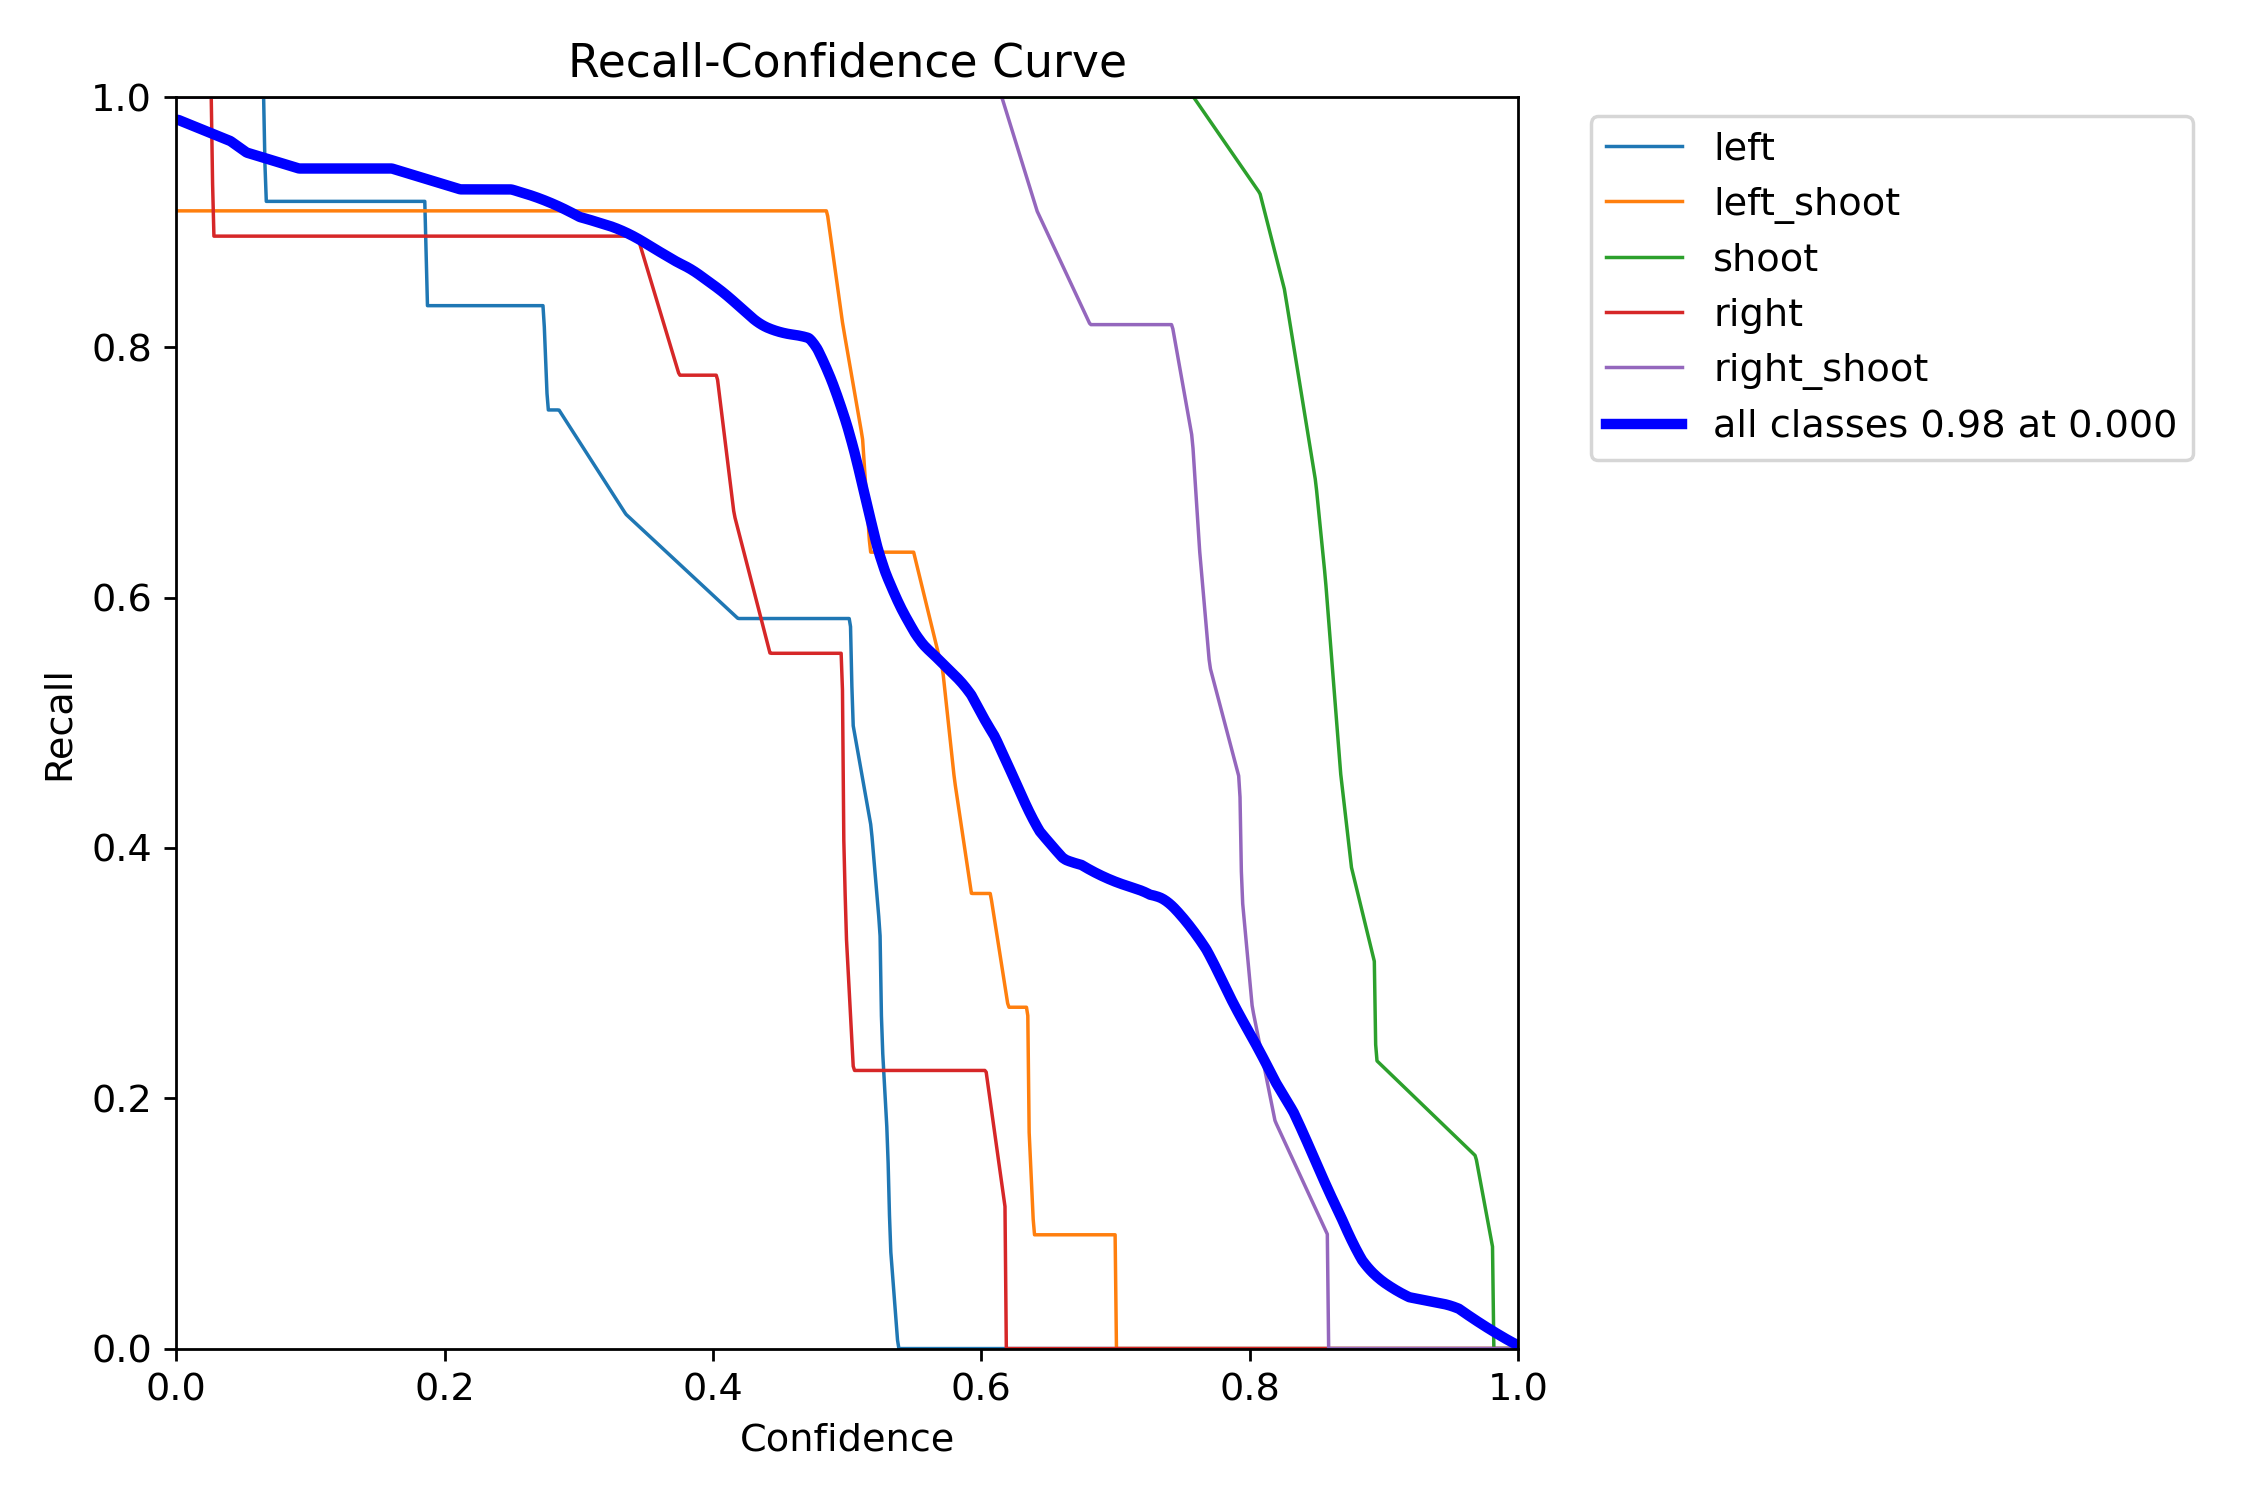 Recall-Confidence Curve
1.0
0.8
0.6
0.4
0.2
0.0
Recall
0.0 0.2 0.4 0.6 0.8 1.0
Confidence
left
left_shoot
shoot
right
right_shoot
all classes 0.98 at 0.000